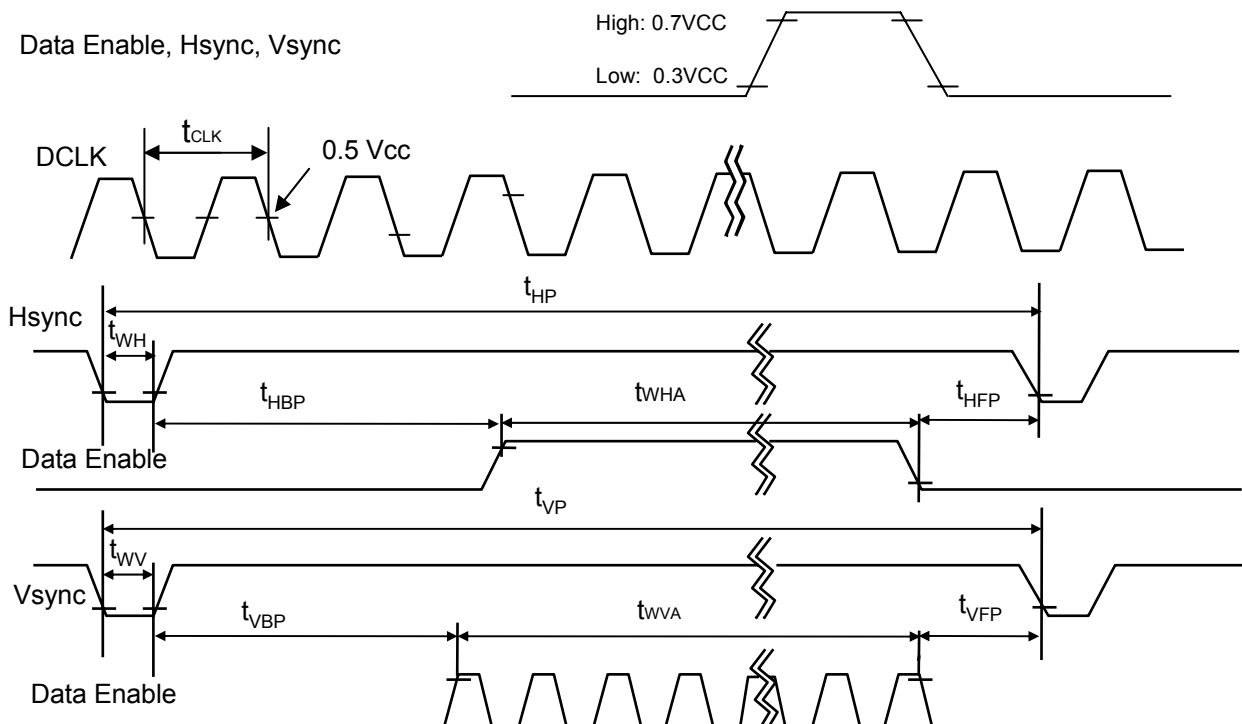 High: 0.7VCC
Data Enable, Hsync, Vsync
Low: 0.3VCC
tCLK
DCLK
0.5 Vcc
tHP
Hsync
tWH
tHBP
tWHA
tHFP
Data Enable
tVP
tWV
Vsync
tVBP
tWVA
tVFP
Data Enable